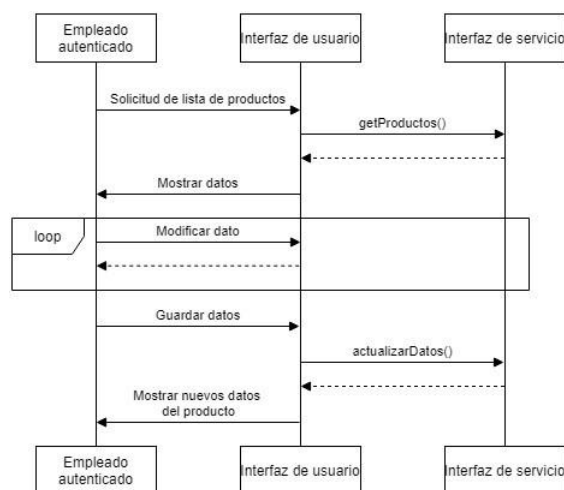 Empleado
autenticado
Interfaz de usuario
Interfaz de servicio
Solicitud de lista de productos
getProductos()
Mostrar datos
loop
Modificar dato
Guardar datos
actualizarDatos()
Mostrar nuevos datos
del producto
Empleado
autenticado
Interfaz de usuario
Interfaz de servicio